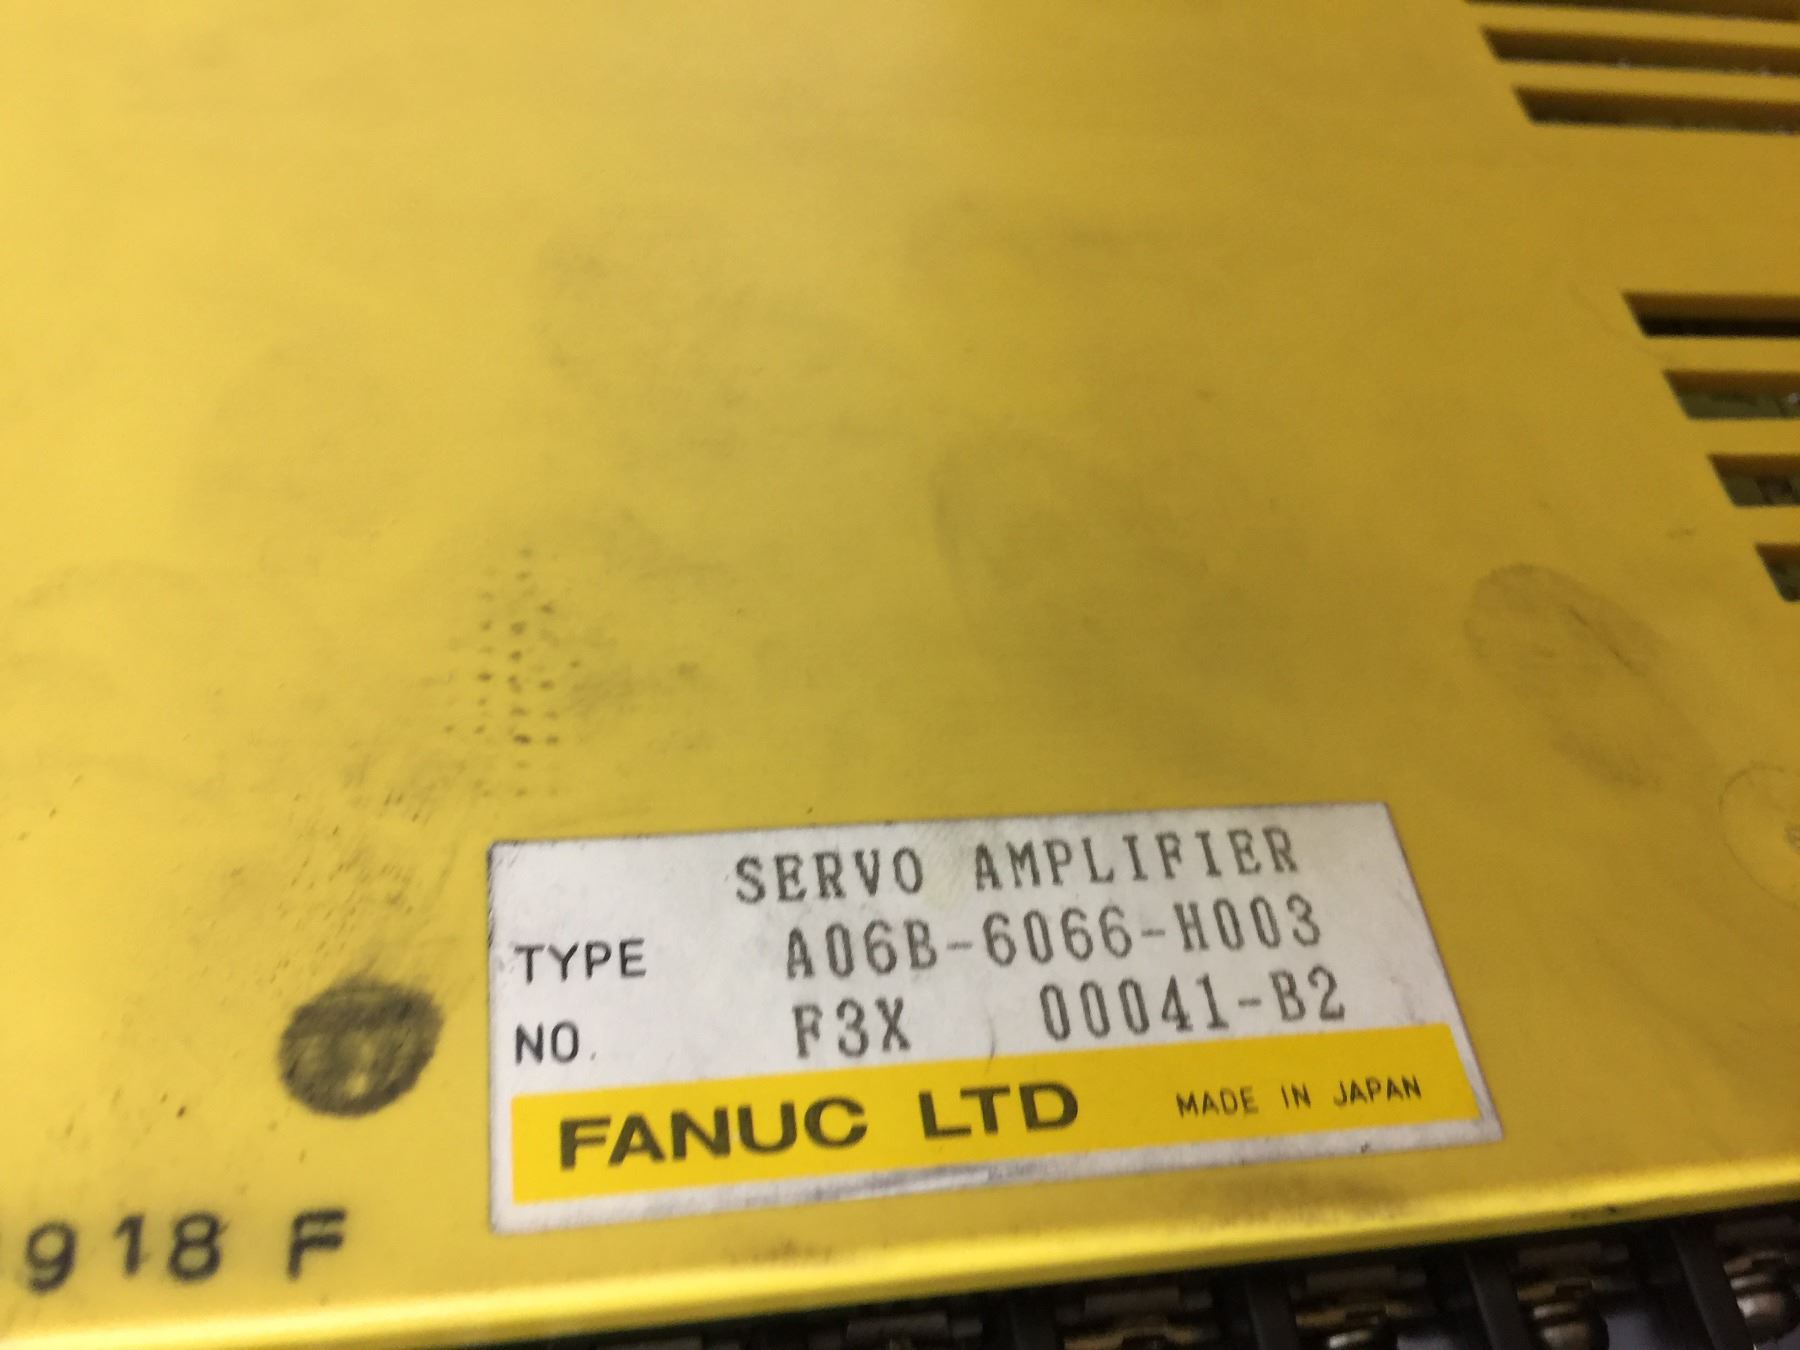 SERVO AMPLIFIER
TYPE A06B-6066-H003
NO. F3X 00041-B2
FANUC LTD MADE IN JAPAN
918 F